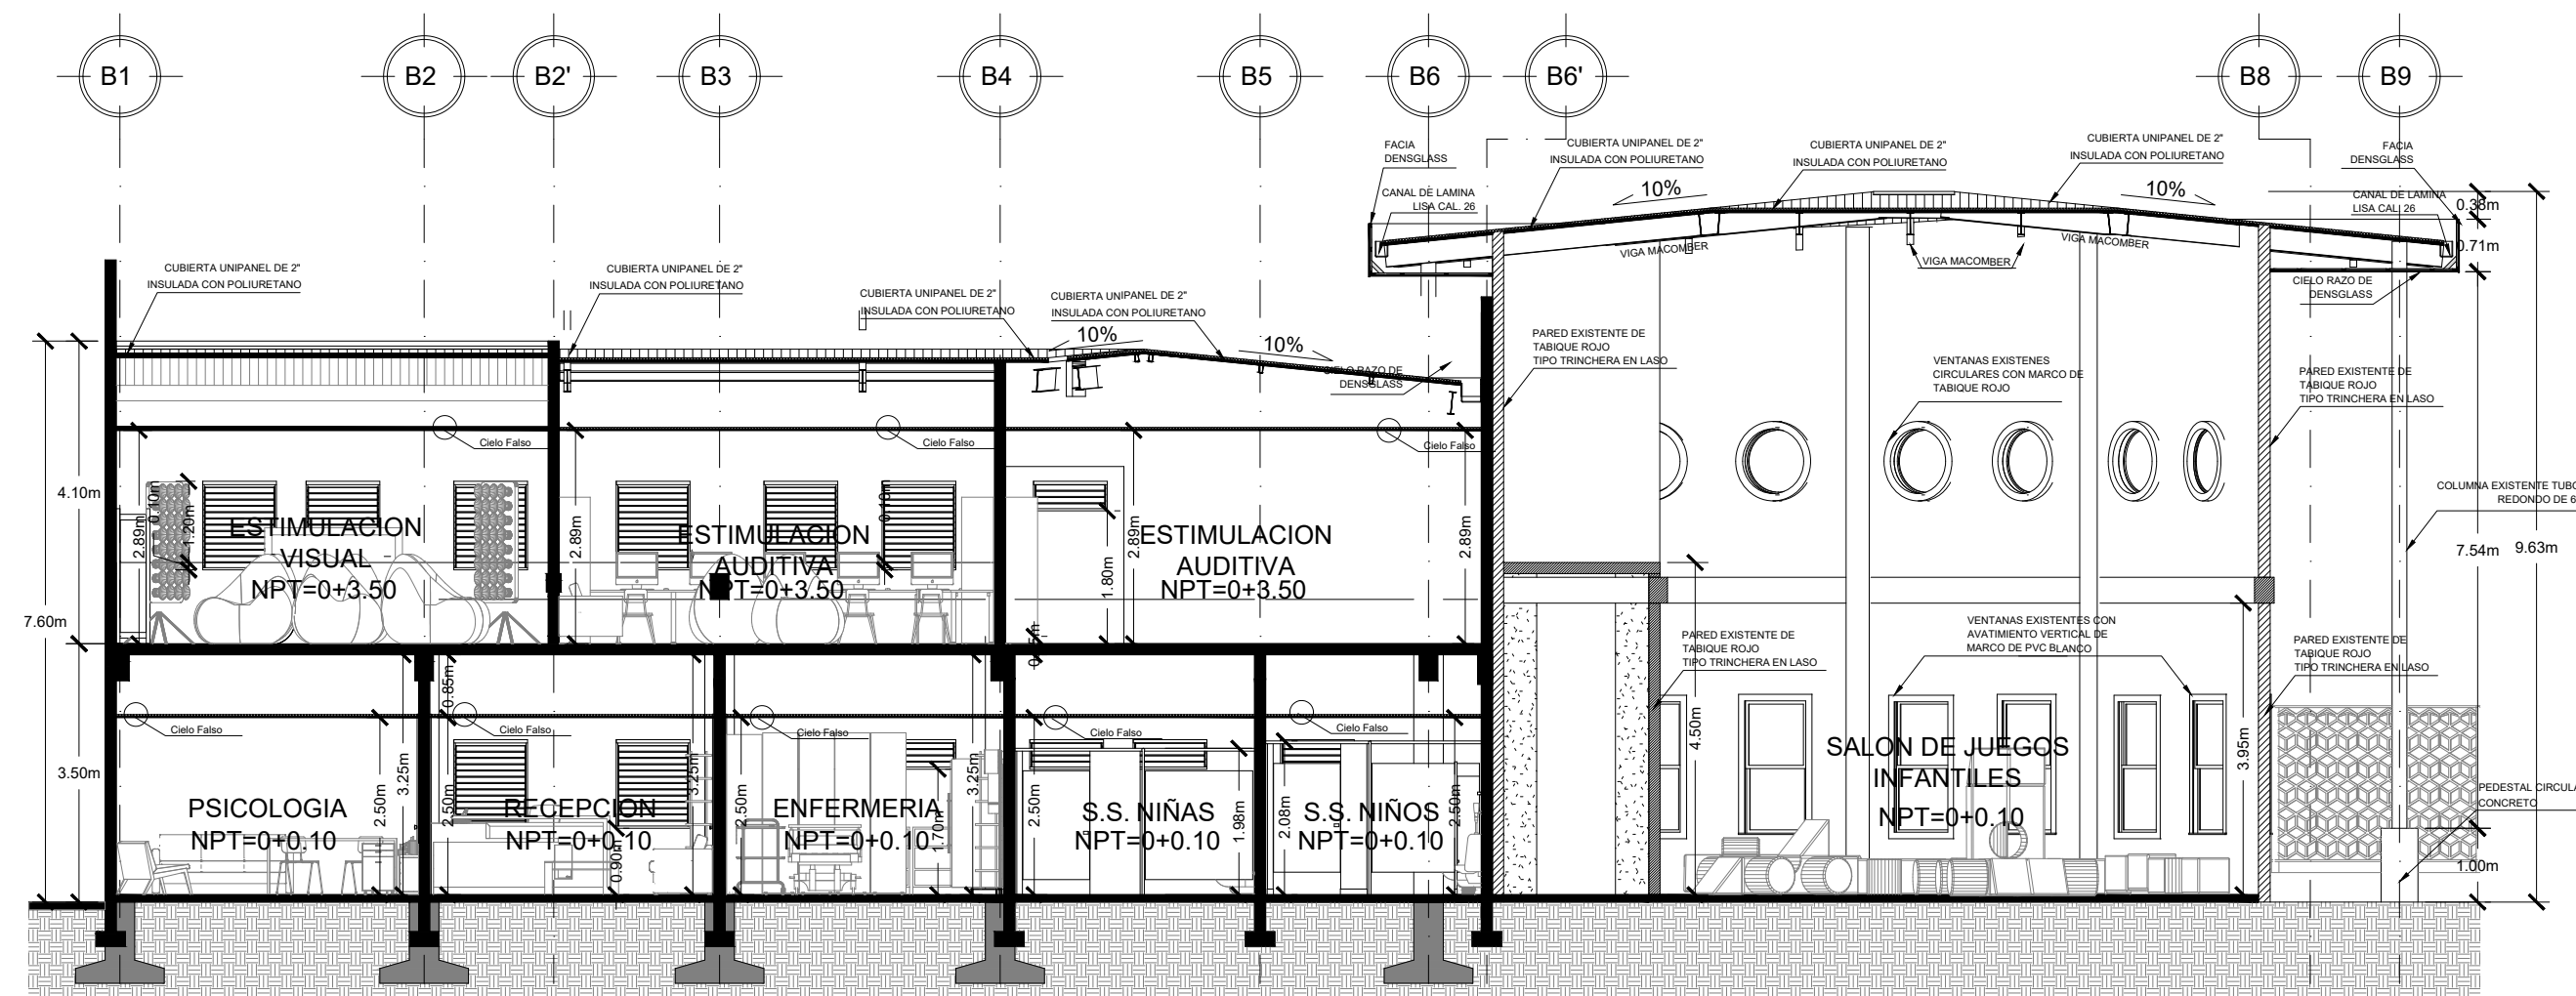 B1
B2
B2'
B3
B4
B5
B6
B6'
B8
B9
FACIA
DENSGLASS
CANAL DE LAMINA
LISA CAL. 26
CUBIERTA UNIPANEL DE 2"
INSULADA CON POLIURETANO
10%
CUBIERTA UNIPANEL DE 2"
INSULADA CON POLIURETANO
CUBIERTA UNIPANEL DE 2"
INSULADA CON POLIURETANO
10%
FACIA
DENSGLASS
CANAL DE LAMINA
LISA CAL. 26
0.38m
0.71m
VIGA MACOMBER
VIGA MACOMBER
VIGA MACOMBER
CIELO RAZO DE
DENSGLASS
CUBIERTA UNIPANEL DE 2"
INSULADA CON POLIURETANO
CUBIERTA UNIPANEL DE 2"
INSULADA CON POLIURETANO
CUBIERTA UNIPANEL DE 2"
INSULADA CON POLIURETANO
CUBIERTA UNIPANEL DE 2"
INSULADA CON POLIURETANO
10%
10%
CIELO RAZO DE
DENSGLASS
PARED EXISTENTE DE
TABIQUE ROJO
TIPO TRINCHERA EN LASO
VENTANAS EXISTENES
CIRCULARES CON MARCO DE
TABIQUE ROJO
PARED EXISTENTE DE
TABIQUE ROJO
TIPO TRINCHERA EN LASO
Cielo Falso
Cielo Falso
Cielo Falso
4.10m
7.60m
3.50m
2.89m
0.10m
1.20m
ESTIMULACION
VISUAL
NPT=0+3.50
2.89m
ESTIMULACION
AUDITIVA
NPT=0+3.50
0.10m
1.80m
2.89m
ESTIMULACION
AUDITIVA
NPT=0+3.50
2.89m
COLUMNA EXISTENTE TUBO
REDONDO DE 6
7.54m
9.63m
PARED EXISTENTE DE
TABIQUE ROJO
TIPO TRINCHERA EN LASO
VENTANAS EXISTENTES CON
AVATIMIENTO VERTICAL DE
MARCO DE PVC BLANCO
PARED EXISTENTE DE
TABIQUE ROJO
TIPO TRINCHERA EN LASO
Cielo Falso
Cielo Falso
Cielo Falso
Cielo Falso
Cielo Falso
PSICOLOGIA
NPT=0+0.10
2.50m
3.25m
0.85m
2.50m
RECEPCION
NPT=0+0.10
0.90m
3.25m
2.50m
ENFERMERIA
NPT=0+0.10
1.70m
3.25m
2.50m
S.S. NIÑAS
NPT=0+0.10
1.98m
2.08m
S.S. NIÑOS
NPT=0+0.10
2.50m
4.50m
SALON DE JUEGOS
INFANTILES
NPT=0+0.10
3.95m
PEDESTAL CIRCULA
CONCRETO
1.00m